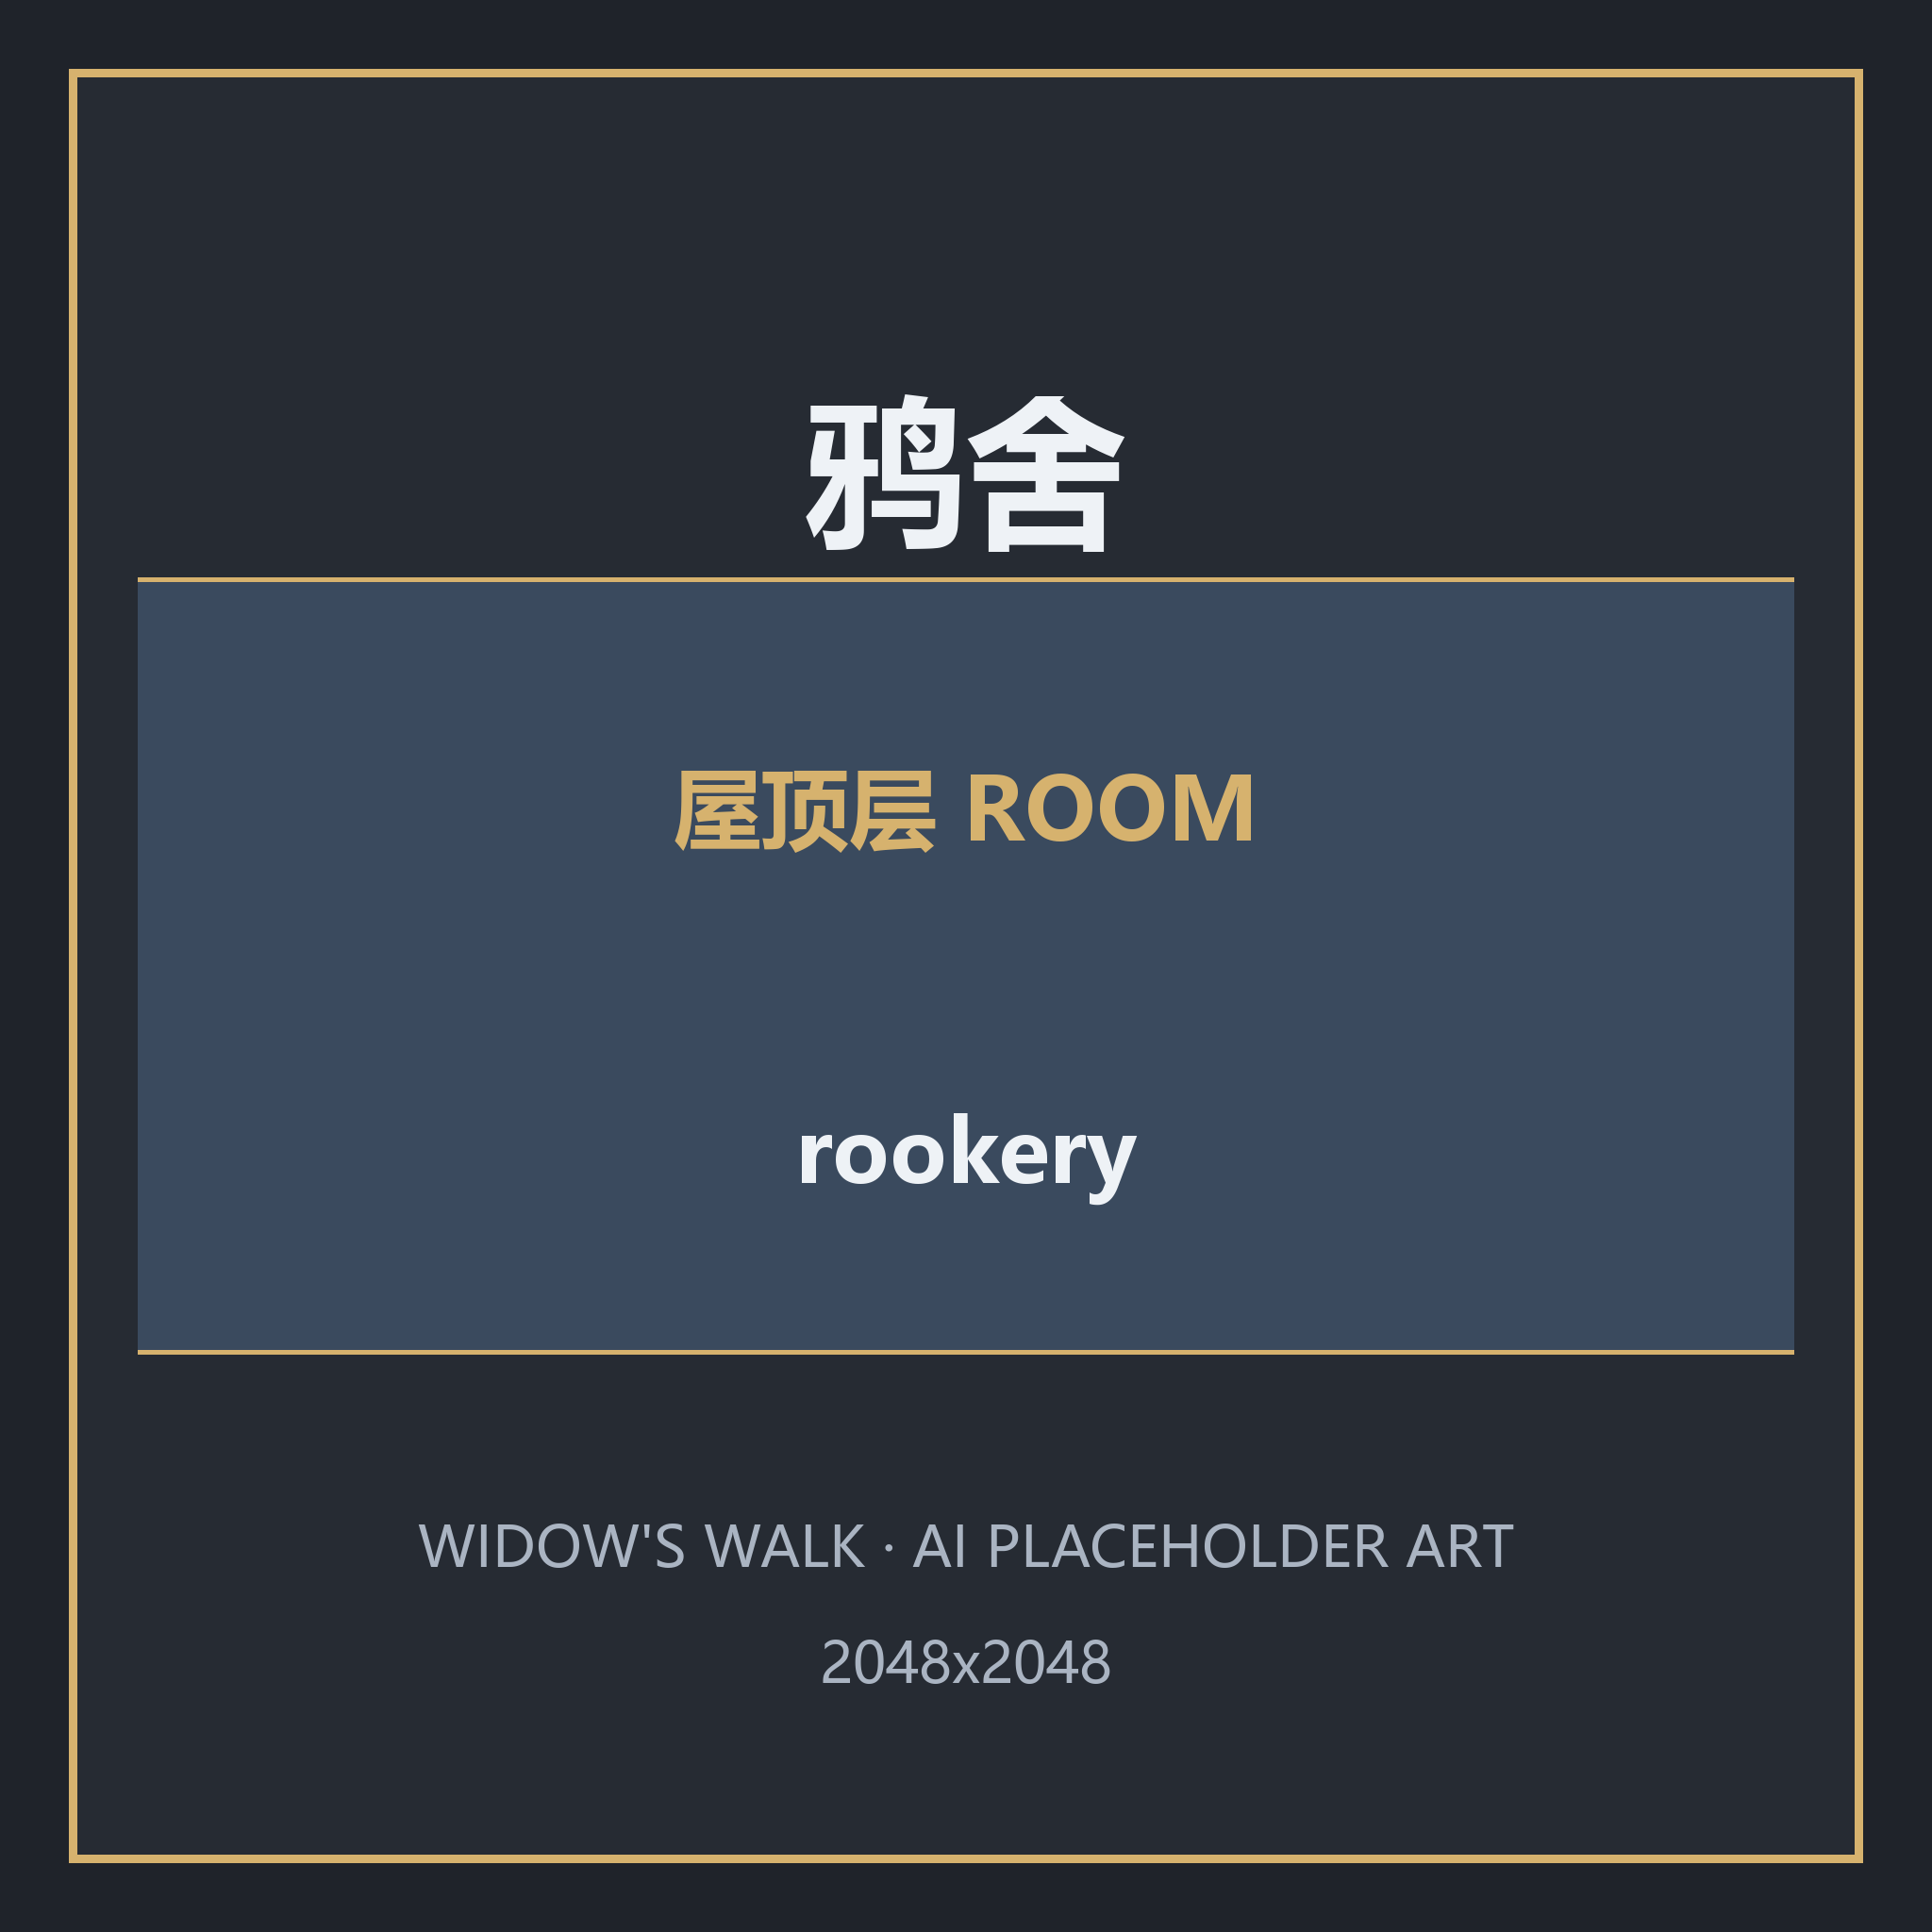 鸦舍
屋顶层 ROOM
rookery
WIDOW'S WALK · AI PLACEHOLDER ART
2048x2048